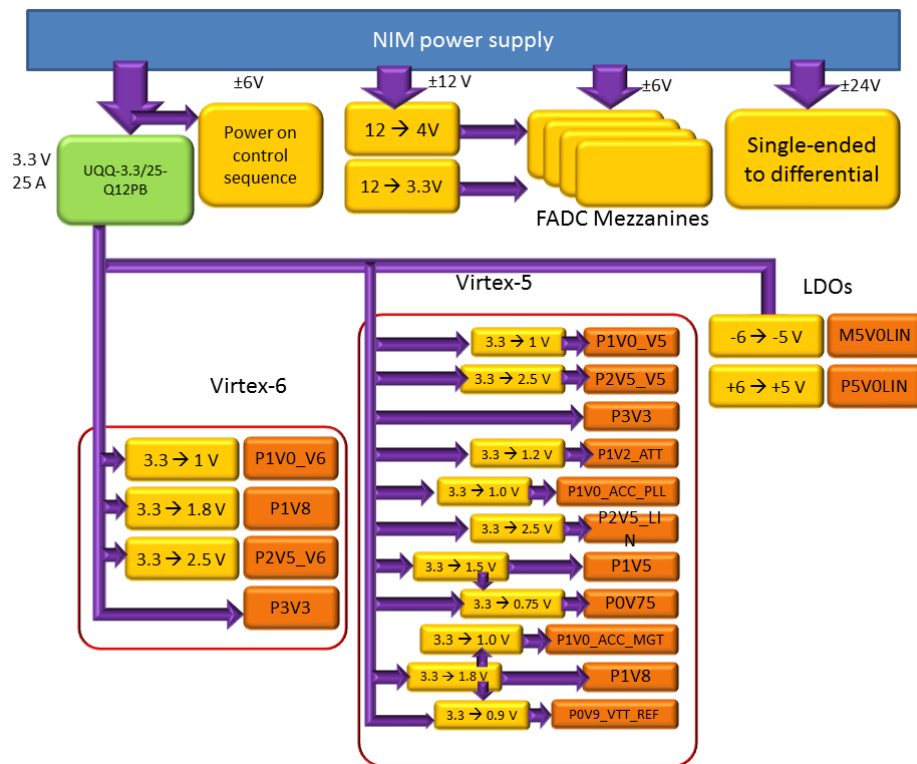 NIM power supply
±6V
±12 V
±6V
±24V
3.3 V
25 A
UQQ-3.3/25-
Q12PB
Power on
control
sequence
12 → 4V
12 → 3.3V
FADC Mezzanines
Single-ended
to differential
Virtex-5
LDOs
-6 → -5 V
M5V0LIN
+6 → +5 V
P5V0LIN
Virtex-6
3.3 → 1 V
P1V0_V6
3.3 → 1.8 V
P1V8
3.3 → 2.5 V
P2V5_V6
P3V3
3.3 → 1 V
P1V0_V5
3.3 → 2.5 V
P2V5_V5
P3V3
3.3 → 1.2 V
P1V2_ATT
3.3 → 1.0 V
P1V0_ACC_PLL
3.3 → 2.5 V
P2V5_LI
N
3.3 → 1.5 V
P1V5
3.3 → 0.75 V
P0V75
3.3 → 1.0 V
P1V0_ACC_MGT
3.3 → 1.8 V
P1V8
3.3 → 0.9 V
P0V9_VTT_REF